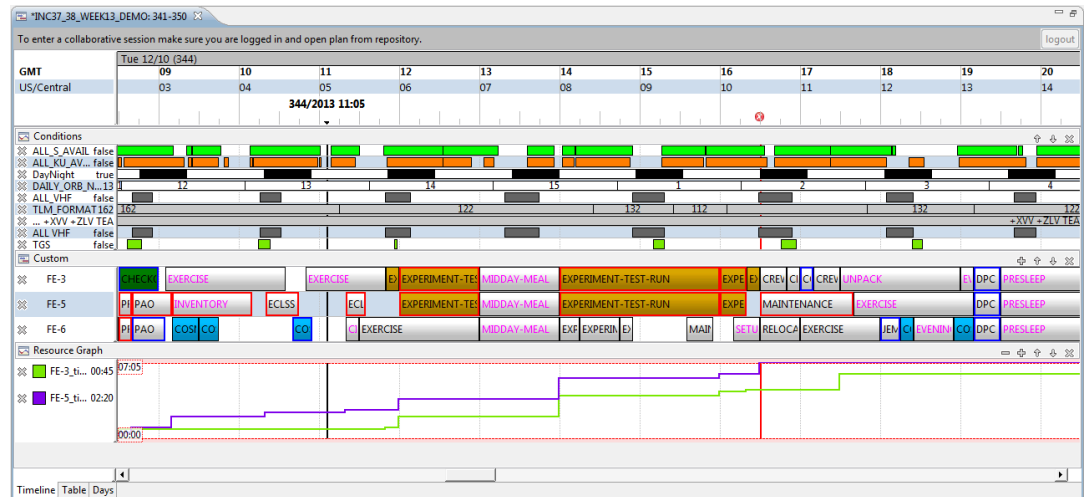 *INC37_38_WEEK13_DEMO: 341-350
To enter a collaborative session make sure you are logged in and open plan from repository.
logout
Tue 12/10 (344)
GMT 09 10 11 12 13 14 15 16 17 18 19 20
US/Central 03 04 05 06 07 08 09 10 11 12 13 14
344/2013 11:05
Conditions
ALL_S_AVAIL false
ALL_KU_AV... false
DayNight true
DAILY_ORB_N...13 12 13 14 15 1 2 3 4
ALL_VHF false
TLM_FORMAT 162 162 122 132 112 132 122
... +XVV +ZLV TEA +XVV +ZLV TEA
ALL VHF false
TGS false
Custom
FE-3 CHECKO EXERCISE EXERCISE EXPERIMENT-TES MIDDAY-MEAL EXPERIMENT-TEST-RUN EXPE CREV CREV UNPACK DPC PRESLEEP
FE-5 PAO INVENTORY ECLSS ECL EXPERIMENT-TES MIDDAY-MEAL EXPERIMENT-TEST-RUN EXPE MAINTENANCE EXERCISE DPC PRESLEEP
FE-6 PAO COSI CO CO EXERCISE MIDDAY-MEAL EXF EXPERIM MAIN SETU RELOCA EXERCISE JEM EVENIN CO DPC PRESLEEP
Resource Graph
FE-3_ti... 00:45
07:05
FE-5_ti... 02:20
00:00
Timeline Table Days